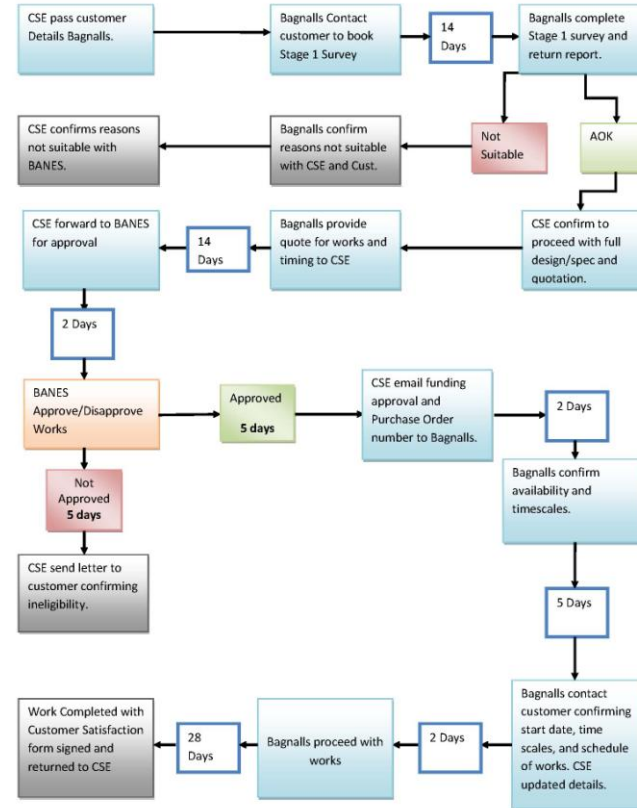 CSE pass customer
Details Bagnalls.
Bagnalls Contact
customer to book
Stage 1 Survey
14
Days
Bagnalls complete
Stage 1 survey and
return report.
CSE confirms reasons
not suitable with
BANES.
Bagnalls confirm
reasons not suitable
with CSE and Cust.
Not
Suitable
AOK
CSE forward to BANES
for approval
14
Days
Bagnalls provide
quote for works and
timing to CSE
CSE confirm to
proceed with full
design/spec and
quotation.
2 Days
BANES
Approve/Disapprove
Works
Approved
5 days
CSE email funding
approval and
Purchase Order
number to Bagnalls.
2 Days
Not
Approved
5 days
Bagnalls confirm
availability and
timescales.
CSE send letter to
customer confirming
ineligibility.
5 Days
Work Completed with
Customer Satisfaction
form signed and
returned to CSE
28
Days
Bagnalls proceed with
works
2 Days
Bagnalls contact
customer confirming
start date, time
scales, and schedule
of works. CSE
updated details.